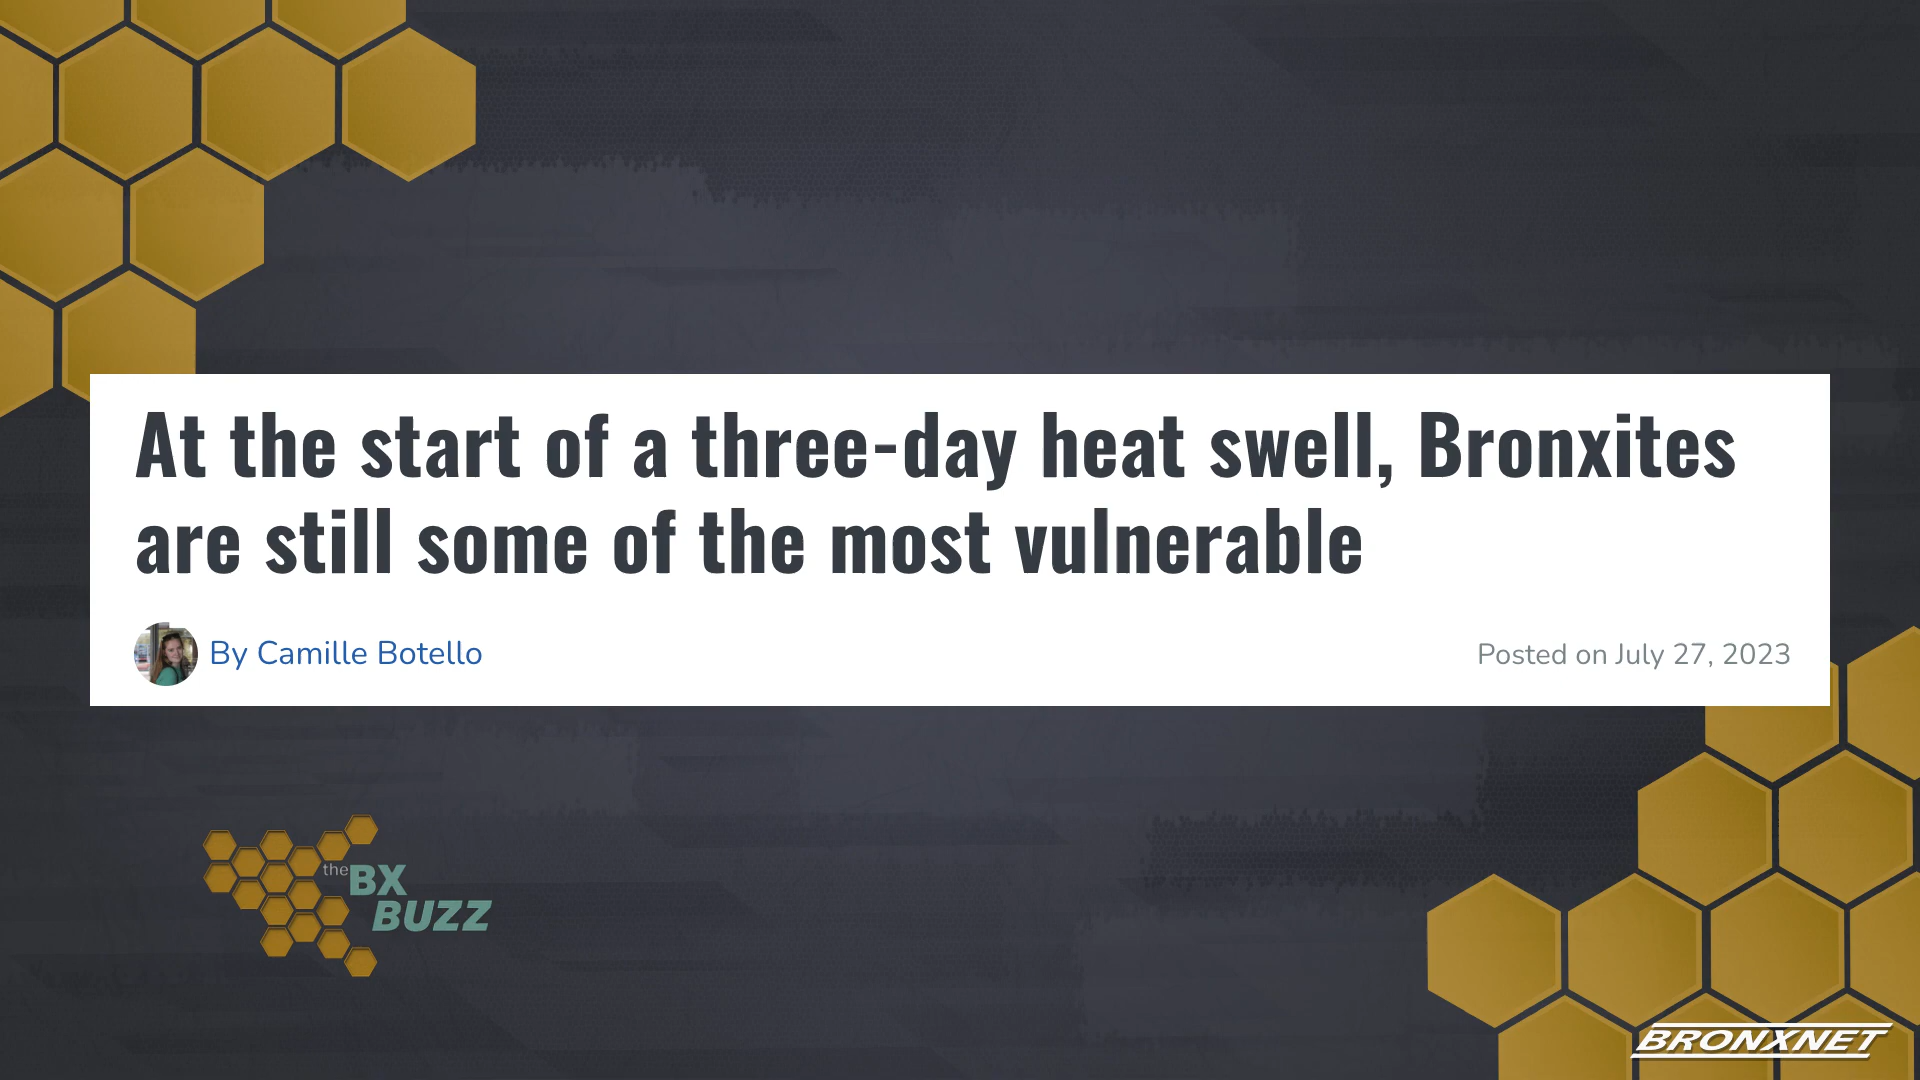 At the start of a three-day heat swell, Bronxites
are still some of the most vulnerable
By Camille Botello
Posted on July 27, 2023
the BX
BUZZ
BRONXNET